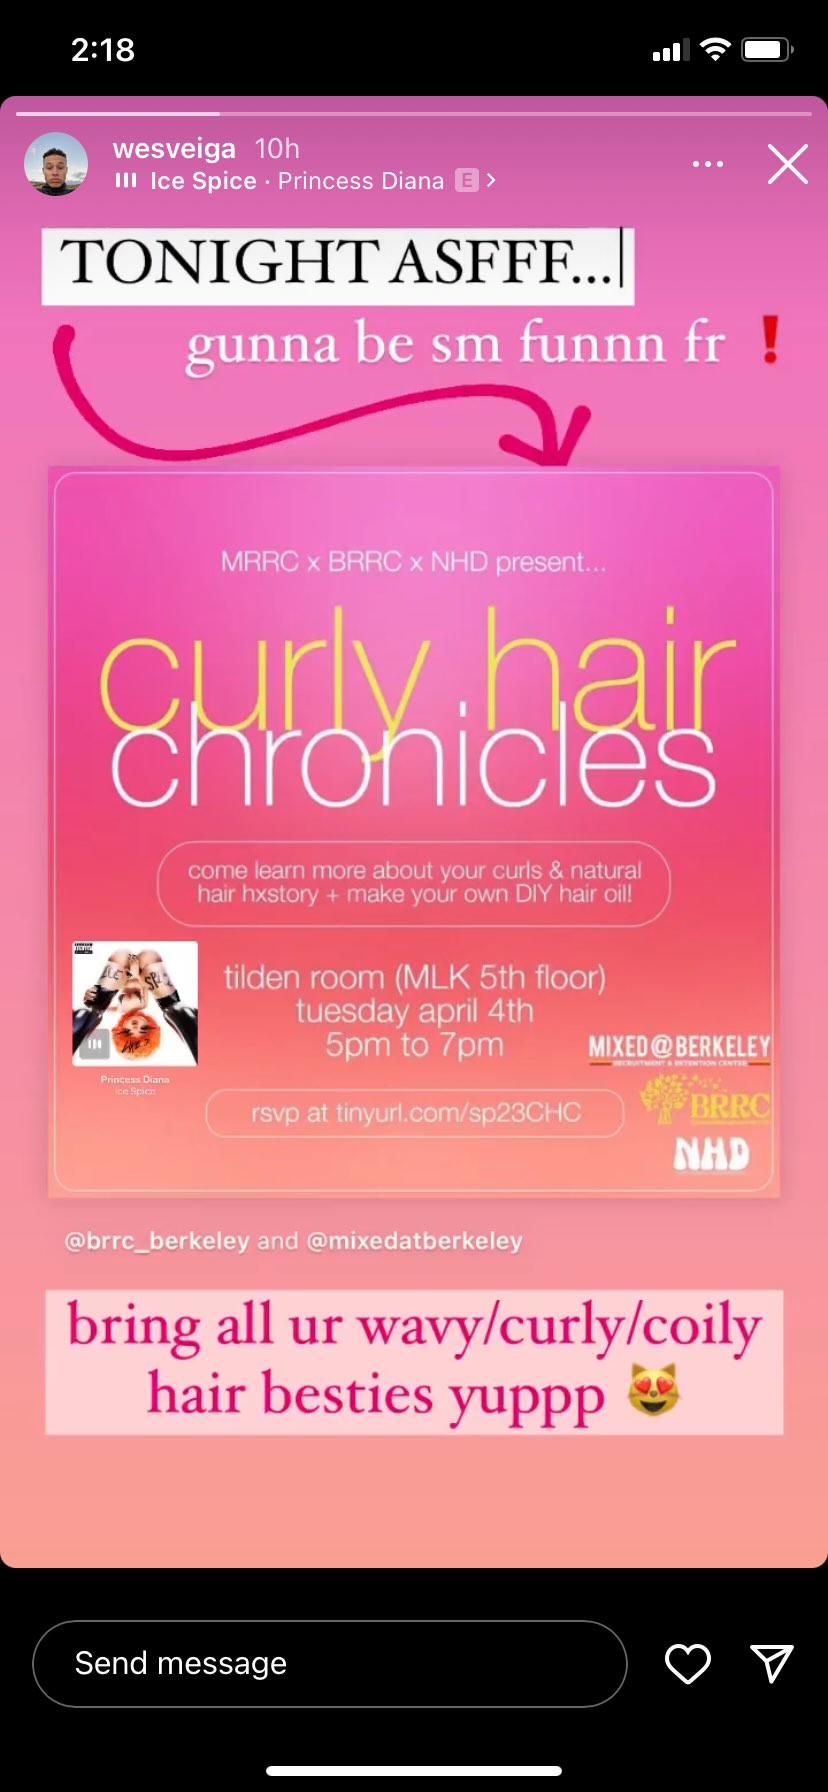 2:18
wesveiga 10h
Ice Spice · Princess Diana E >
TONIGHT ASFFF...
gunna be sm funnn fr ❗
MRRC x BRRC x NHD present...
curly hair
chronicles
come learn more about your curls & natural
hair hxstory + make your own DIY hair oil!
tilden room (MLK 5th floor)
tuesday april 4th
5pm to 7pm
MIXED@BERKELEY
RECRUITMENT & RETENTION CENTER
Princess Diana
Ice Spice
rsvp at tinyurl.com/sp23CHC
BRRC
NHD
@brrc_berkeley and @mixedatberkeley
bring all ur wavy/curly/coily
hair besties yuppp 😻
Send message